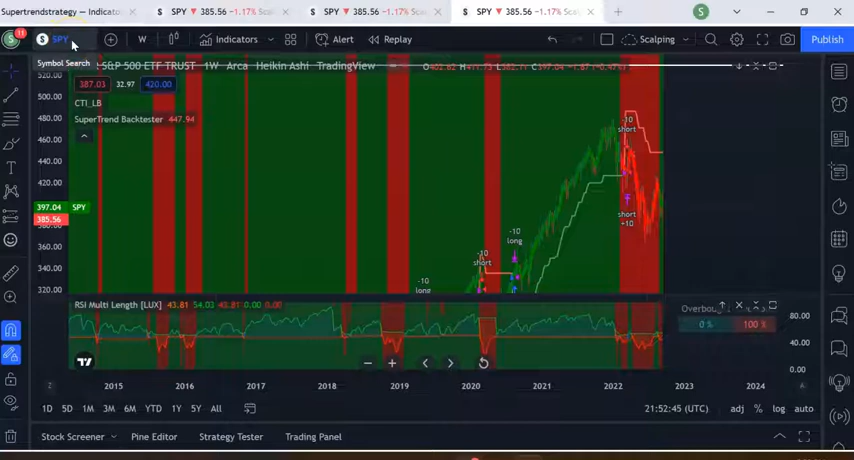 Supertrendstrategy — Indicato
SPY ▼ 385.56 −1.17% Scal
SPY ▼ 385.56 −1.17% Scalpi
SPY ▼ 385.56 −1.17% Scal
S
11
SPY
W
Indicators
Alert
Replay
Scalping
Publish
Symbol Search
S&P 500 ETF TRUST 1W Arca Heikin Ashi TradingView
387.03 32.97 420.00
CTI_LB
SuperTrend Backtester 447.94
520.00
500.00
480.00
460.00
440.00
420.00
397.04 SPY
385.56
360.00
340.00
320.00
-10
short
short
+10
-10
long
-10
short
-10
long
RSI Multi Length [LUX] 43.81 54.03 43.81 0.00 0.00
0 % 100 %
80.00
40.00
0.00
Z 2015 2016 2017 2018 2019 2020 2021 2022 2023 2024 A
1D 5D 1M 3M 6M YTD 1Y 5Y All
21:52:45 (UTC) adj % log auto
Stock Screener Pine Editor Strategy Tester Trading Panel